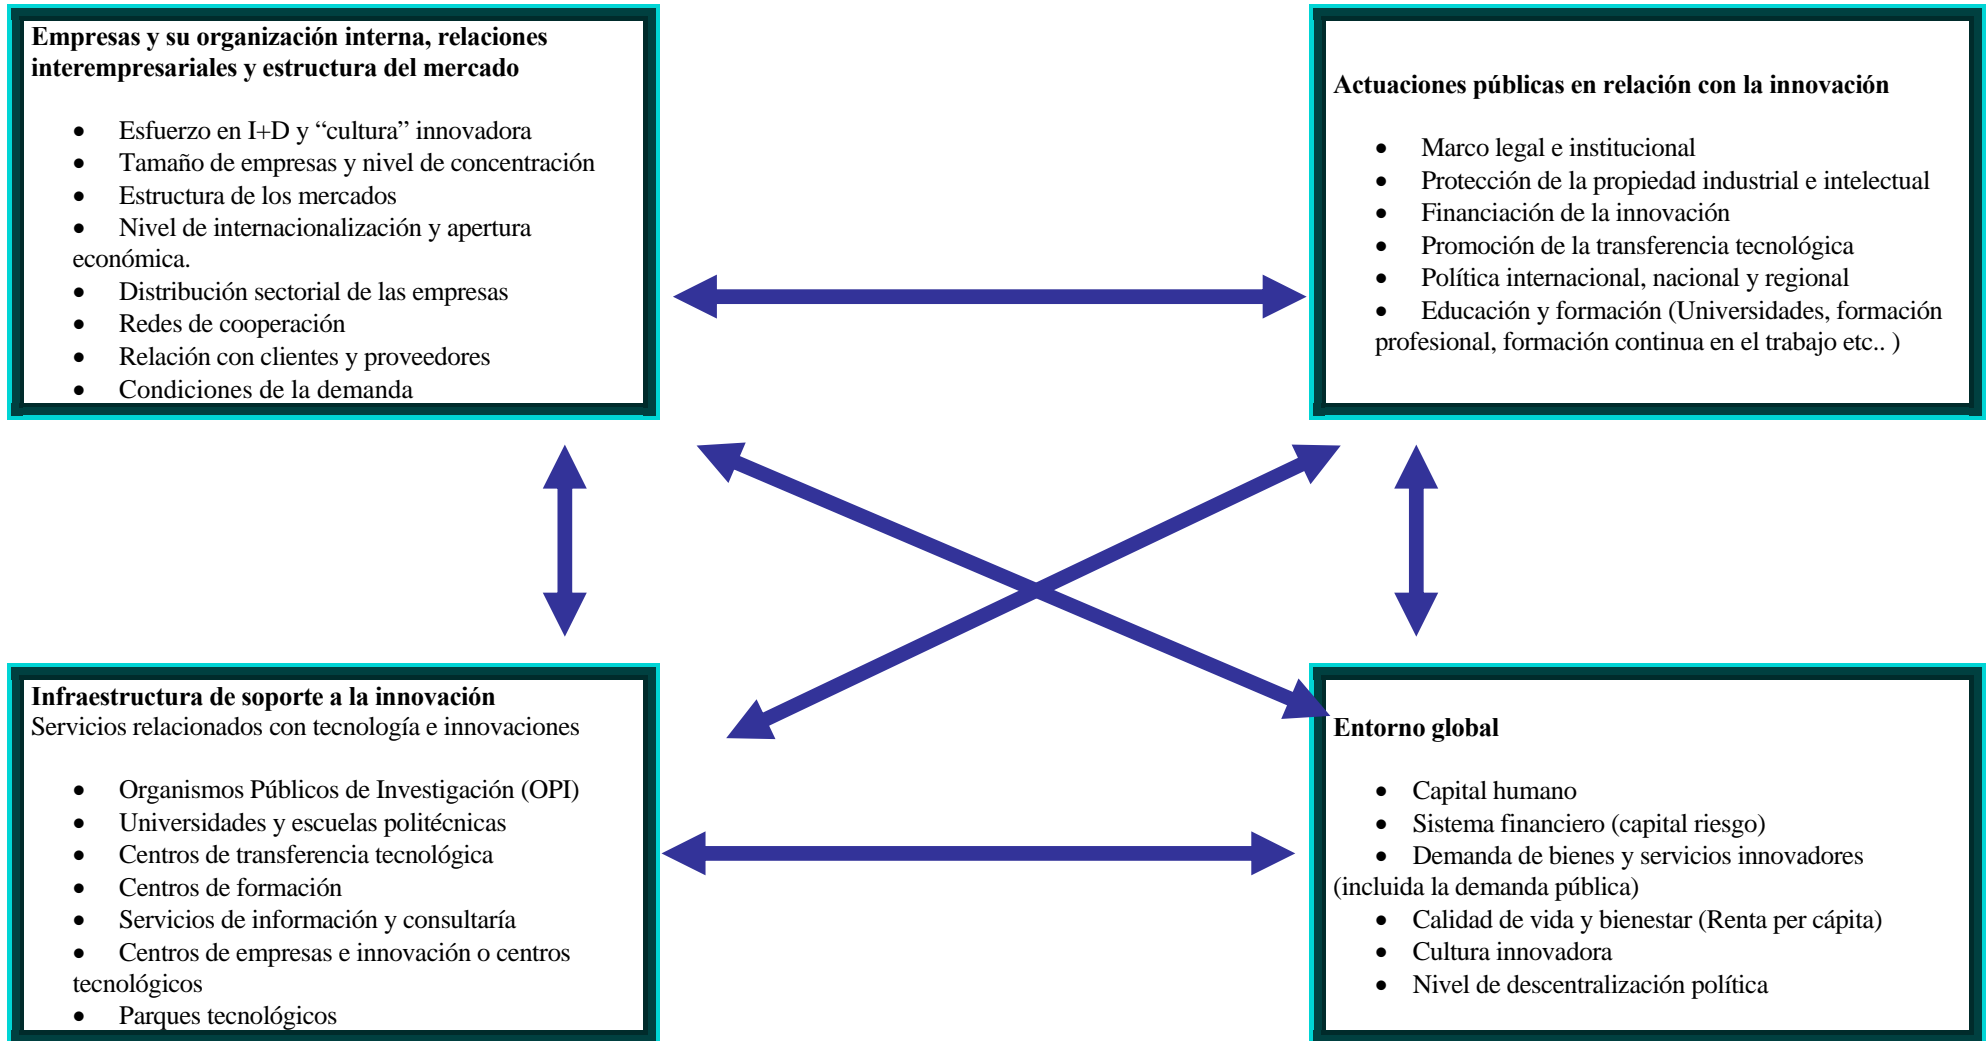 Empresas y su organización interna, relaciones
interempresariales y estructura del mercado
• Esfuerzo en I+D y “cultura” innovadora
• Tamaño de empresas y nivel de concentración
• Estructura de los mercados
• Nivel de internacionalización y apertura
económica.
• Distribución sectorial de las empresas
• Redes de cooperación
• Relación con clientes y proveedores
• Condiciones de la demanda
Actuaciones públicas en relación con la innovación
• Marco legal e institucional
• Protección de la propiedad industrial e intelectual
• Financiación de la innovación
• Promoción de la transferencia tecnológica
• Política internacional, nacional y regional
• Educación y formación (Universidades, formación
profesional, formación continua en el trabajo etc.. )
Infraestructura de soporte a la innovación
Servicios relacionados con tecnología e innovaciones
• Organismos Públicos de Investigación (OPI)
• Universidades y escuelas politécnicas
• Centros de transferencia tecnológica
• Centros de formación
• Servicios de información y consultaría
• Centros de empresas e innovación o centros
tecnológicos
• Parques tecnológicos
Entorno global
• Capital humano
• Sistema financiero (capital riesgo)
• Demanda de bienes y servicios innovadores
(incluida la demanda pública)
• Calidad de vida y bienestar (Renta per cápita)
• Cultura innovadora
• Nivel de descentralización política